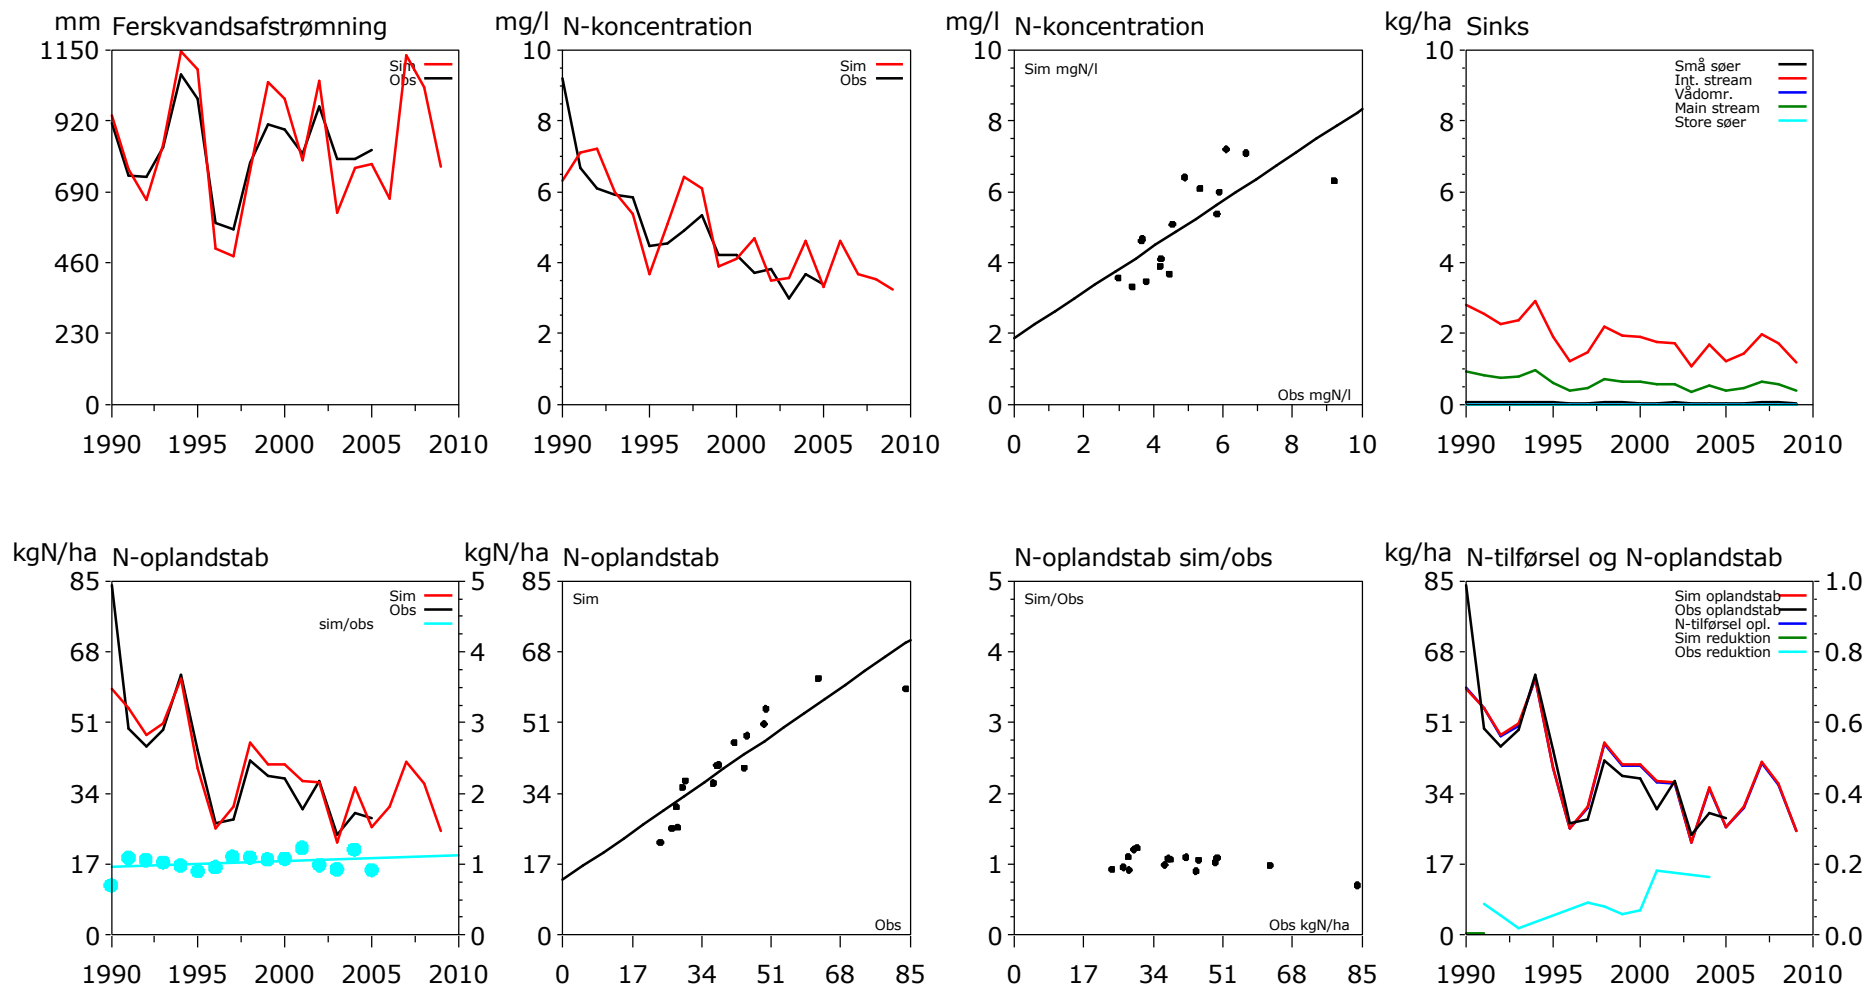 mm Ferskvandsafstrømning
1150
920
690
460
230
0
1990 1995 2000 2005 2010
Sim
Obs
mg/l N-koncentration
10
8
6
4
2
0
1990 1995 2000 2005 2010
Sim
Obs
mg/l N-koncentration
10
8
6
4
2
0
0 2 4 6 8 10
Sim mgN/l
Obs mgN/l
kg/ha Sinks
10
8
6
4
2
0
1990 1995 2000 2005 2010
Små søer
Int. stream
Vådomr.
Main stream
Store søer
kgN/ha N-oplandstab
85 5
68 4
51 3
34 2
17 1
0 0
1990 1995 2000 2005 2010
Sim
Obs
sim/obs
kgN/ha N-oplandstab
85
68
51
34
17
0
0 17 34 51 68 85
Sim
Obs
N-oplandstab sim/obs
5
4
3
2
1
0
0 17 34 51 68 85
Sim/Obs
Obs kgN/ha
kg/ha N-tilførsel og N-oplandstab
85 1.0
68 0.8
51 0.6
34 0.4
17 0.2
0 0.0
1990 1995 2000 2005 2010
Sim oplandstab
Obs oplandstab
N-tilførsel opl.
Sim reduktion
Obs reduktion